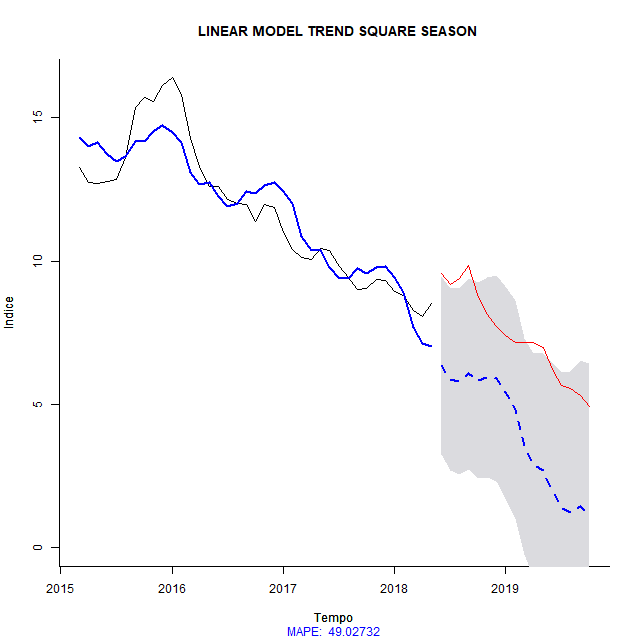 LINEAR MODEL TREND SQUARE SEASON
15
10
5
0
Indice
2015 2016 2017 2018 2019
Tempo
MAPE: 49.02732